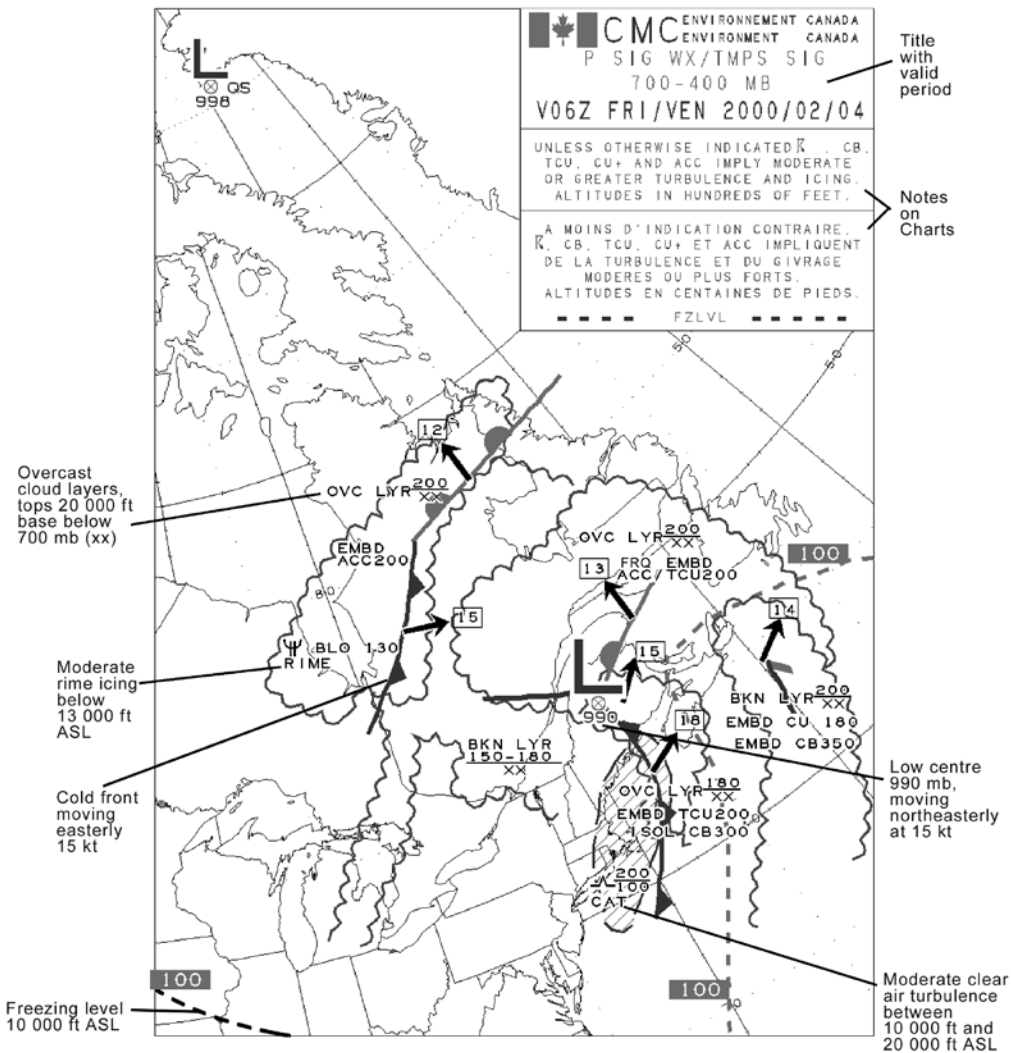 CMC ENVIRONNEMENT CANADA
ENVIRONMENT CANADA
P SIG WX/TMPS SIG
700-400 MB
V06Z FRI/VEN 2000/02/04
UNLESS OTHERWISE INDICATED , CB,
TCU, CU+ AND ACC IMPLY MODERATE
OR GREATER TURBULENCE AND ICING.
ALTITUDES IN HUNDREDS OF FEET.
A MOINS D'INDICATION CONTRAIRE,
, CB, TCU, CU+ ET ACC IMPLIQUENT
DE LA TURBULENCE ET DU GIVRAGE
MODERES OU PLUS FORTS.
ALTITUDES EN CENTAINES DE PIEDS.
FZLVL
Title
with
valid
period
Notes
on
Charts
L
QS
998
50
50
12
Overcast
cloud layers,
tops 20 000 ft
base below
700 mb (xx)
OVC LYR 200
XX
EMBD
ACC200
OVC LYR 200
XX
FRQ EMBD
ACC/TCU200
13
100
14
15
15
80
BLO 130
RIME
Moderate
rime icing
below
13 000 ft
ASL
L
990
18
BKN LYR 200
XX
EMBD CU 180
EMBD CB350
BKN LYR
150-180
XX
Cold front
moving
easterly
15 kt
OVC LYR 180
XX
EMBD TCU200
ISOL CB300
Low centre
990 mb,
moving
northeasterly
at 15 kt
200
100
CAT
100
100
Freezing level
10 000 ft ASL
Moderate clear
air turbulence
between
10 000 ft and
20 000 ft ASL